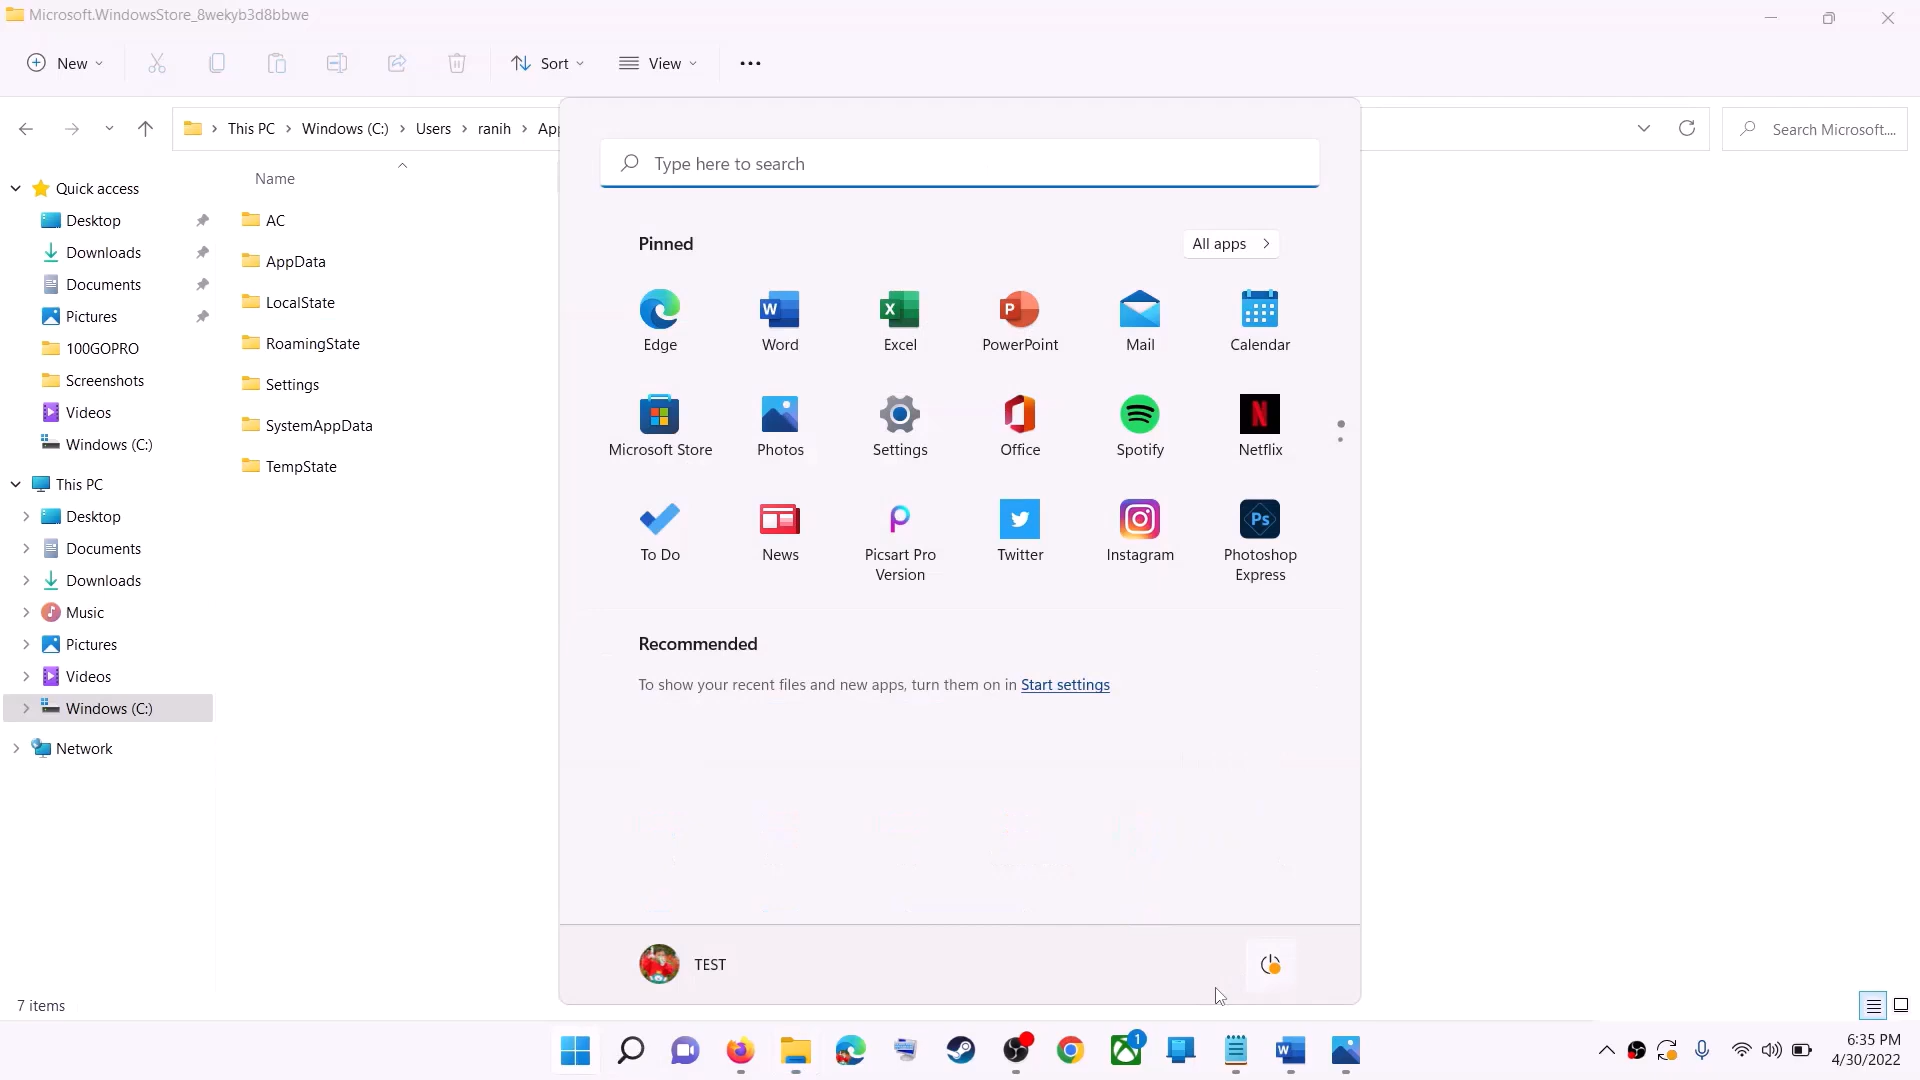 Microsoft.WindowsStore_8wekyb3d8bbwe
New
Sort
View
This PC
Windows (C:)
Users
ranih
App
Search Microsoft....
Quick access
Desktop
Downloads
Documents
Pictures
100GOPRO
Screenshots
Videos
Windows (C:)
This PC
Desktop
Documents
Downloads
Music
Pictures
Videos
Windows (C:)
Network
Name
AC
AppData
LocalState
RoamingState
Settings
SystemAppData
TempState
Type here to search
Pinned
All apps
Edge
Word
Excel
PowerPoint
Mail
Calendar
Microsoft Store
Photos
Settings
Office
Spotify
Netflix
To Do
News
Picsart Pro
Version
Twitter
Instagram
Photoshop
Express
Recommended
To show your recent files and new apps, turn them on in Start settings
TEST
7 items
1
6:35 PM
4/30/2022